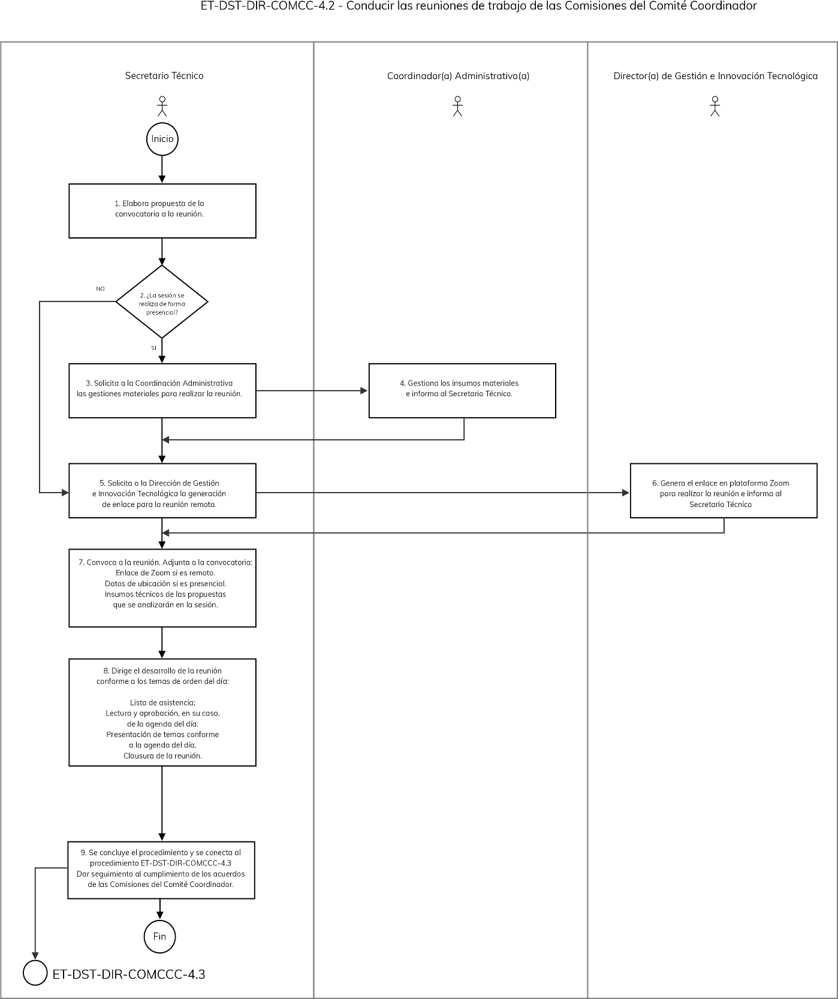 ET-DST-DIR-COMCC-4.2 - Conducir las reuniones de trabajo de las Comisiones del Comité Coordinador
Secretario Técnico
Coordinador(a) Administrativo(a)
Director(a) de Gestión e Innovación Tecnológica
Inicio
1. Elabora propuesta de la
convocatoria a la reunión.
NO
2. ¿La sesión se
realiza de forma
presencial?
SI
3. Solicita a la Coordinación Administrativa
las gestiones materiales para realizar la reunión.
4. Gestiona los insumos materiales
e informa al Secretario Técnico.
5. Solicita a la Dirección de Gestión
e Innovación Tecnológica la generación
de enlace para la reunión remota.
6. Genera el enlace en plataforma Zoom
para realizar la reunión e informa al
Secretario Técnico
7. Convoca a la reunión. Adjunta a la convocatoria:
Enlace de Zoom si es remoto.
Datos de ubicación si es presencial.
Insumos técnicos de las propuestas
que se analizarán en la sesión.
8. Dirige el desarrollo de la reunión
conforme a los temas de orden del día:
Lista de asistencia;
Lectura y aprobación, en su caso,
de la agenda del día;
Presentación de temas conforme
a la agenda del día.
Clausura de la reunión.
9. Se concluye el procedimiento y se conecta al
procedimiento ET-DST-DIR-COMCCC-4.3
Dar seguimiento al cumplimiento de los acuerdos
de las Comisiones del Comité Coordinador.
Fin
ET-DST-DIR-COMCCC-4.3